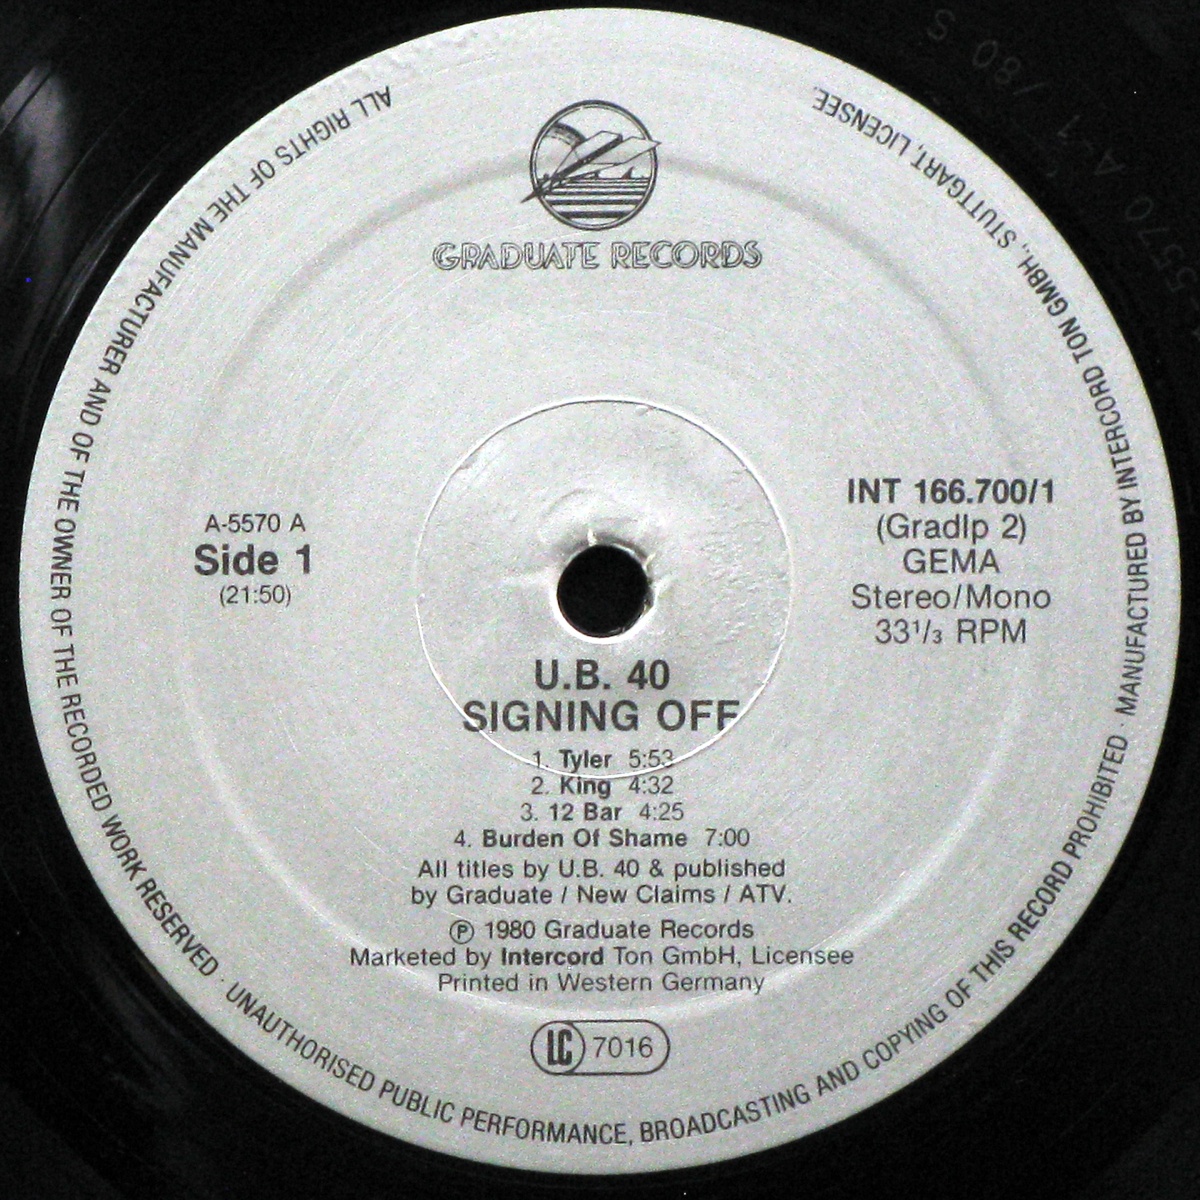 GRADUATE RECORDS
A-5570 A
Side 1
(21:50)
INT 166.700/1
(Gradlp 2)
GEMA
Stereo/Mono
33 1/3 RPM
U.B. 40
SIGNING OFF
1. Tyler 5:53
2. King 4:32
3. 12 Bar 4:25
4. Burden Of Shame 7:00
All titles by U.B. 40 & published
by Graduate / New Claims / ATV.
Ⓟ 1980 Graduate Records
Marketed by Intercord Ton GmbH, Licensee
Printed in Western Germany
LC 7016
ALL RIGHTS OF THE MANUFACTURER AND OF THE OWNER OF THE RECORDED WORK RESERVED · UNAUTHORISED PUBLIC PERFORMANCE, BROADCASTING AND COPYING OF THIS RECORD PROHIBITED · MANUFACTURED BY INTERCORD TON GMBH., STUTTGART, LICENSEE.
5570 A-1 /80 S